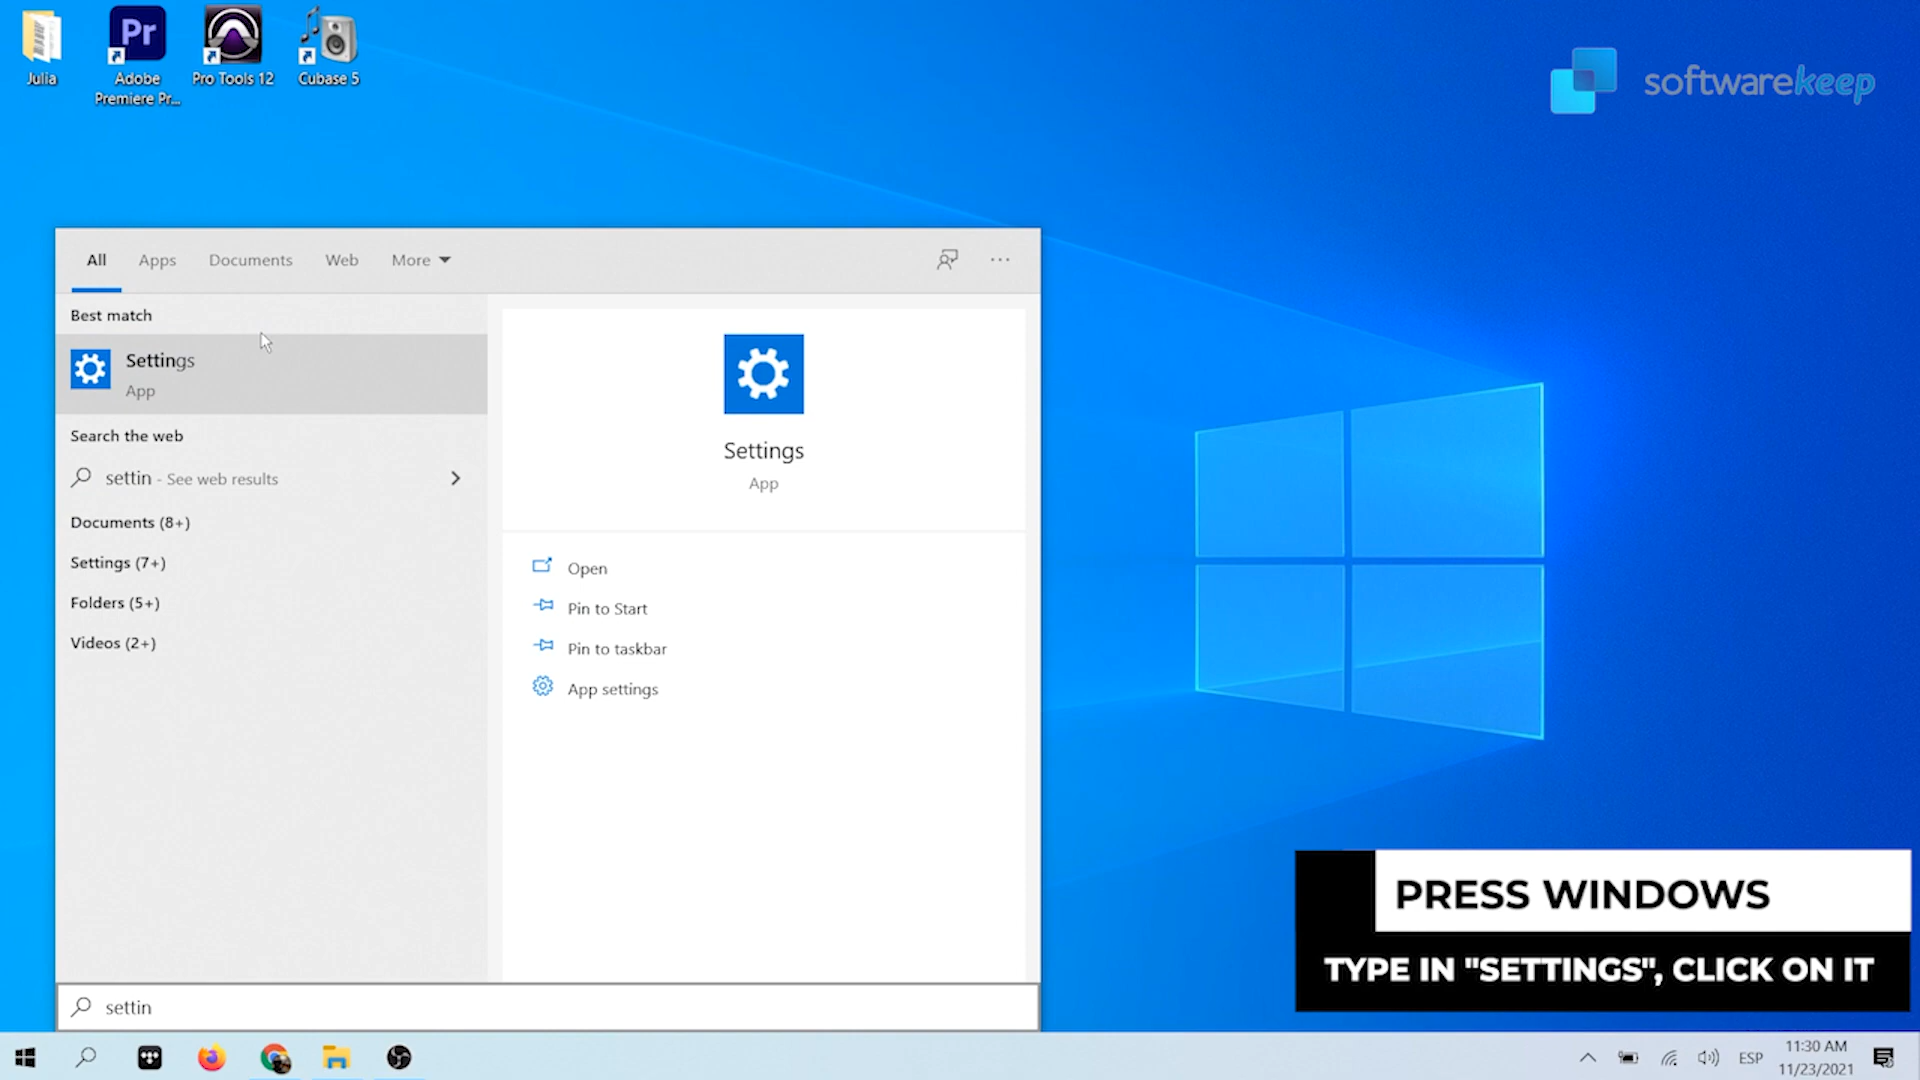 Julia
Pr
Adobe
Premiere Pr...
Pro Tools 12
Cubase 5
softwarekeep
All
Apps
Documents
Web
More
Best match
Settings
App
Search the web
settin - See web results
Documents (8+)
Settings (7+)
Folders (5+)
Videos (2+)
Settings
App
Open
Pin to Start
Pin to taskbar
App settings
PRESS WINDOWS
TYPE IN "SETTINGS", CLICK ON IT
settin
ESP
11:30 AM
11/23/2021